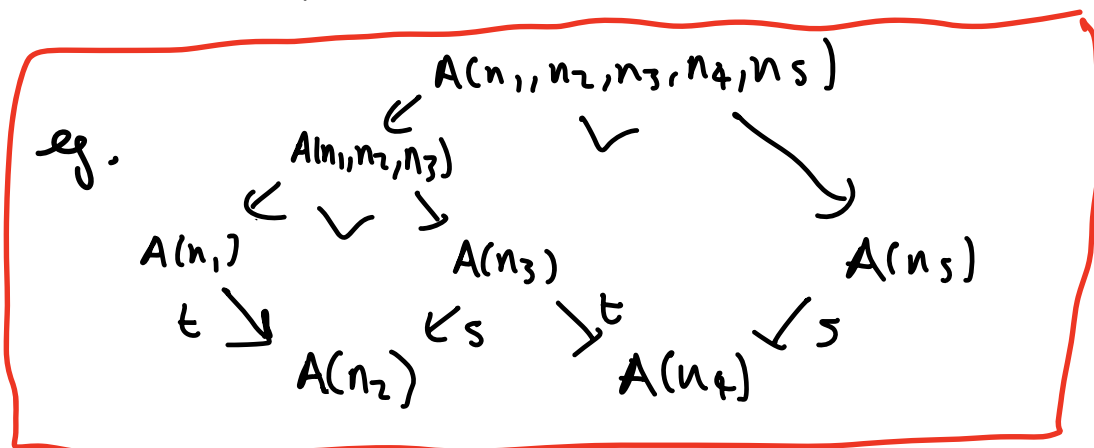 A(n₁,n₂,n₃,n₄,n₅)
eg.
A(n₁,n₂,n₃)
A(n₁) A(n₃) A(n₅)
t s t s
A(n₂) A(n₄)